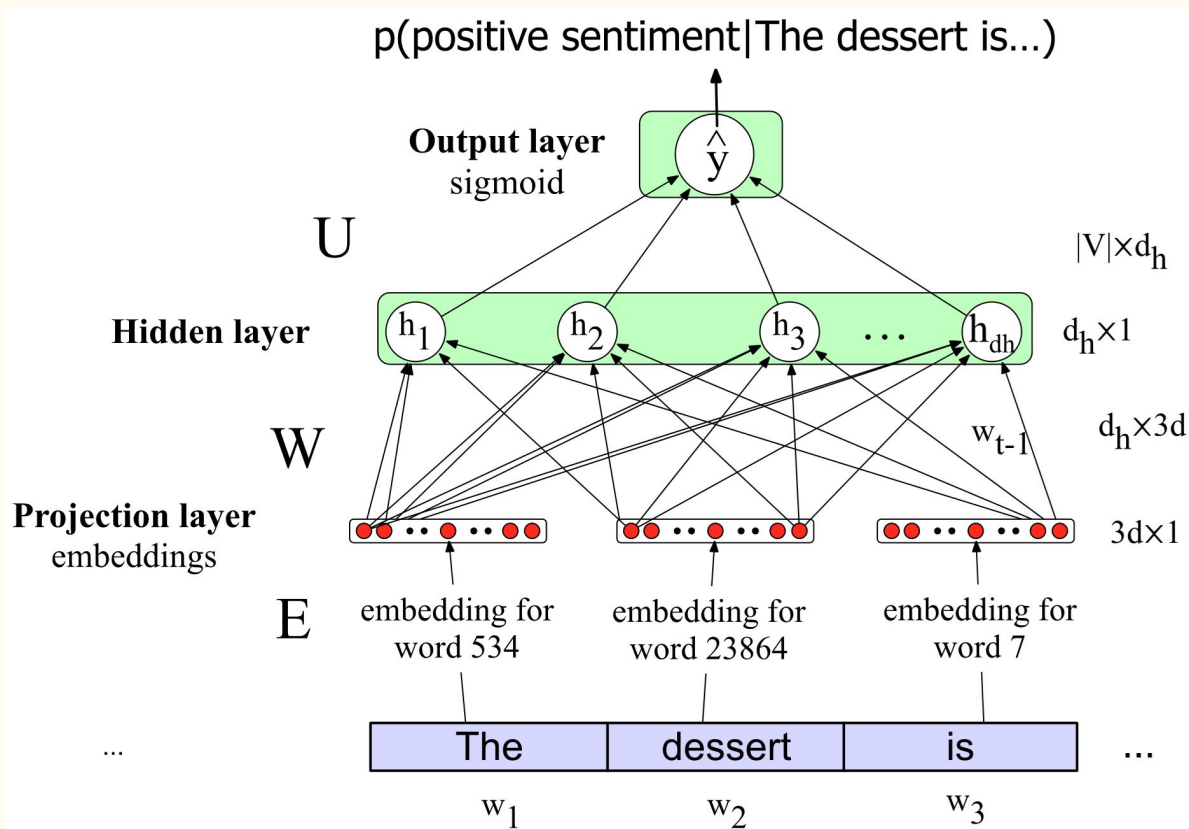 p(positive sentiment|The dessert is...)
Output layer
sigmoid
ŷ
U
|V|×dh
Hidden layer
h1 h2 h3 ... hdh
dh×1
W
wt-1
dh×3d
Projection layer
embeddings
3d×1
E
embedding for
word 534
embedding for
word 23864
embedding for
word 7
... The dessert is ...
w1 w2 w3